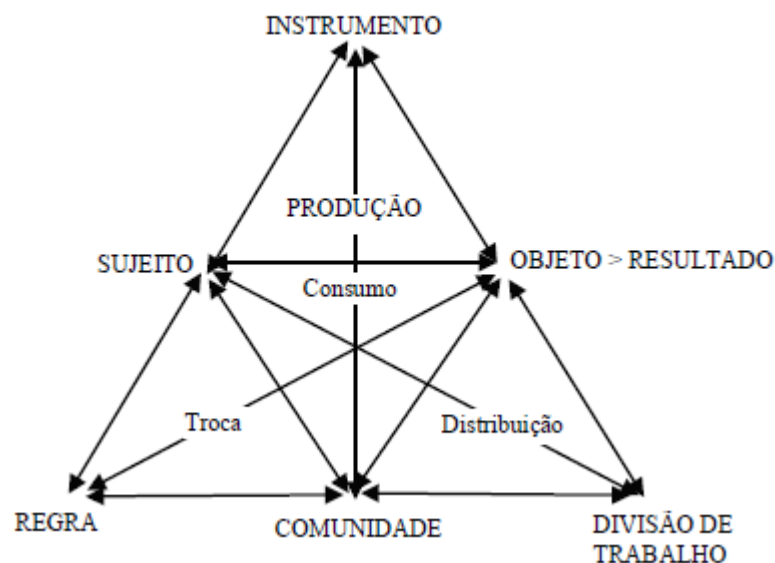 INSTRUMENTO
PRODUÇÃO
SUJEITO
OBJETO > RESULTADO
Consumo
Troca
Distribuição
REGRA
COMUNIDADE
DIVISÃO DE
TRABALHO